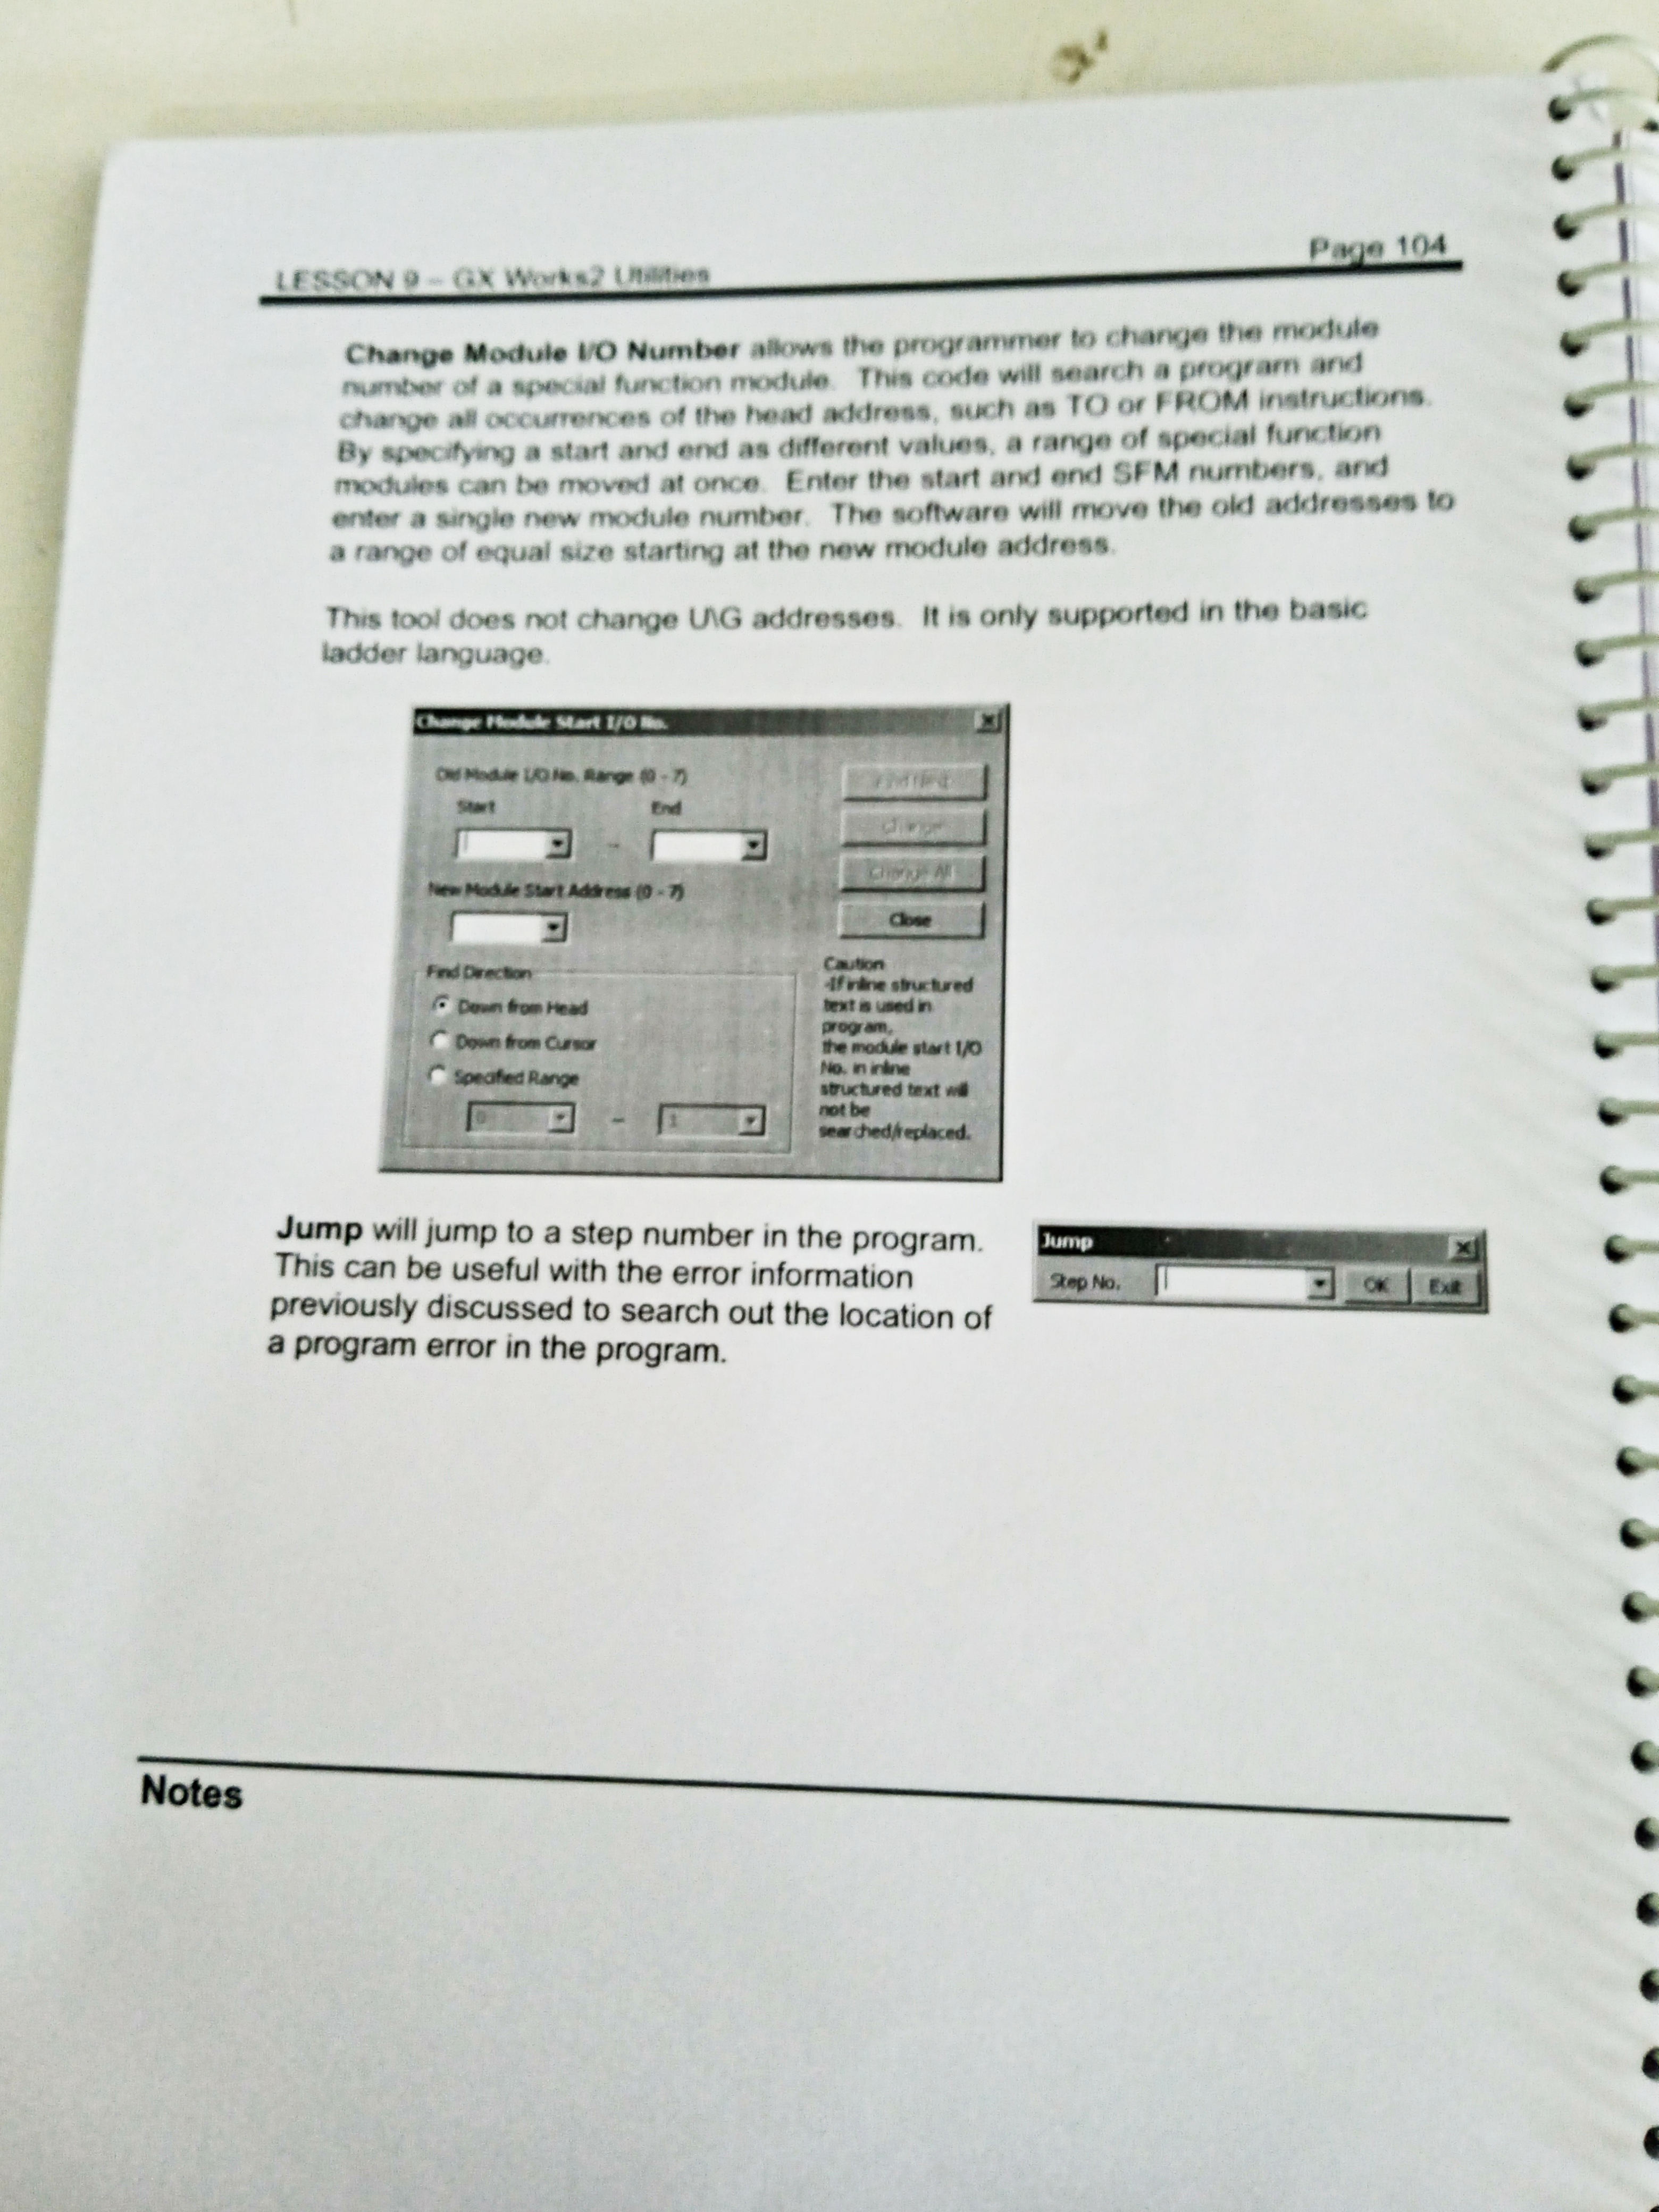 LESSON 9 – GX Works2 Utilities
Page 104
Change Module I/O Number allows the programmer to change the module
number of a special function module. This code will search a program and
change all occurrences of the head address, such as TO or FROM instructions.
By specifying a start and end as different values, a range of special function
modules can be moved at once. Enter the start and end SFM numbers, and
enter a single new module number. The software will move the old addresses to
a range of equal size starting at the new module address.
This tool does not change U\G addresses. It is only supported in the basic
ladder language.
Change Module Start I/O No.
Old Module I/O No. Range (0 - 7)
Start End
-
New Module Start Address (0 - 7)
Find Direction
Down from Head
Down from Cursor
Specified Range
0 - 1
Find Next
Change
Change All
Close
Caution
-If inline structured
text is used in
program,
the module start I/O
No. in inline
structured text will
not be
searched/replaced.
Jump will jump to a step number in the program.
This can be useful with the error information
previously discussed to search out the location of
a program error in the program.
Jump
Step No. OK Exit
Notes